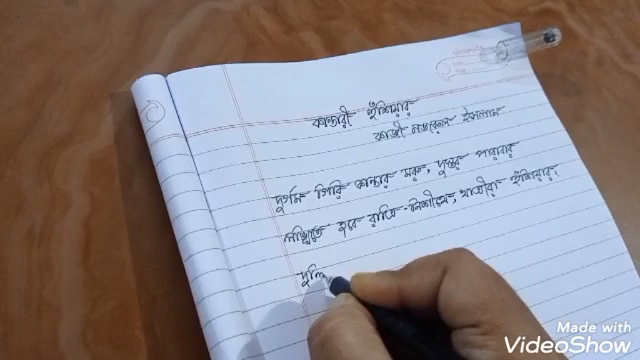 কান্ডারী হুঁশিয়ার
কাজী নজরুল ইসলাম
দুর্গম গিরি কান্তার মরু, দুস্তর পারাবার
লঙ্ঘিতে হবে রাত্রি নিশীথে, যাত্রীরা হুঁশিয়ার,
দুলি
Made with
VideoShow